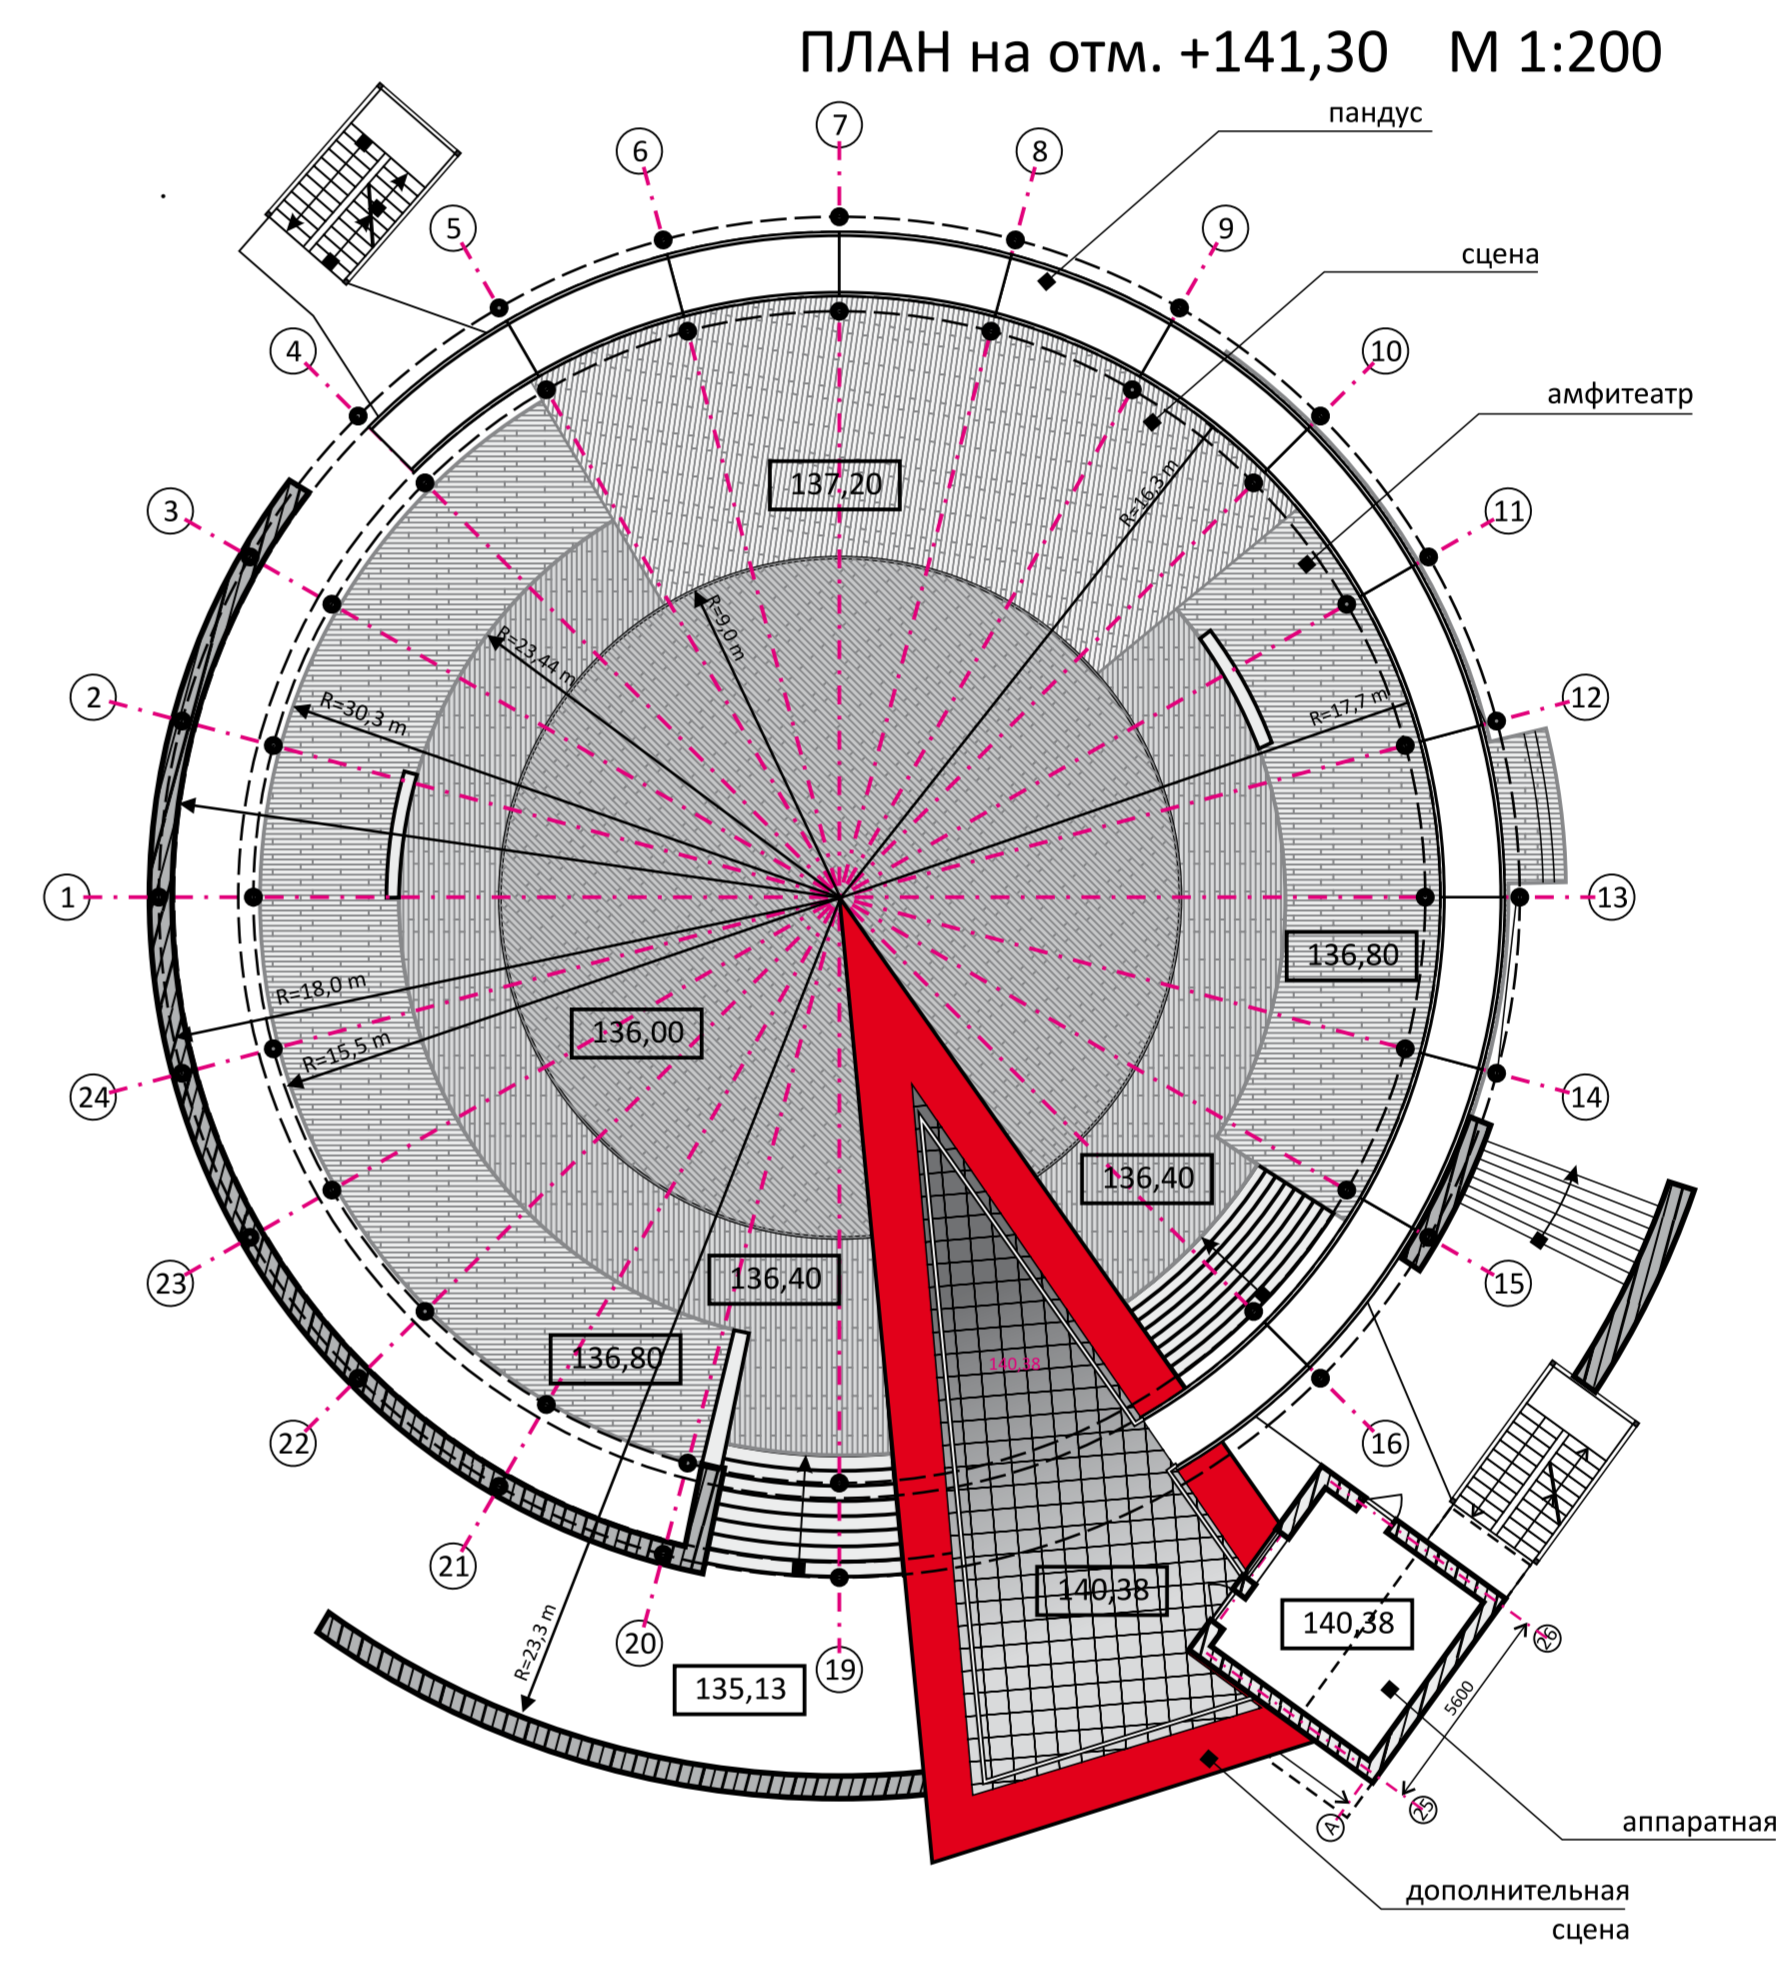 ПЛАН на отм. +141,30 М 1:200
пандус
7
6
8
5
9
сцена
4
10
амфитеатр
137,20
R=16,3 m
3
11
R=9,0 m
R=23,44 m
2
12
R=30,3 m
R=17,7 m
1
13
136,80
R=18,0 m
136,00
R=15,5 m
24
14
136,40
136,40
23
15
136,80
140,38
22
16
21
140,38
140,38
20
19
26
R=23,3 m
135,13
5600
25
А
аппаратная
дополнительная
сцена